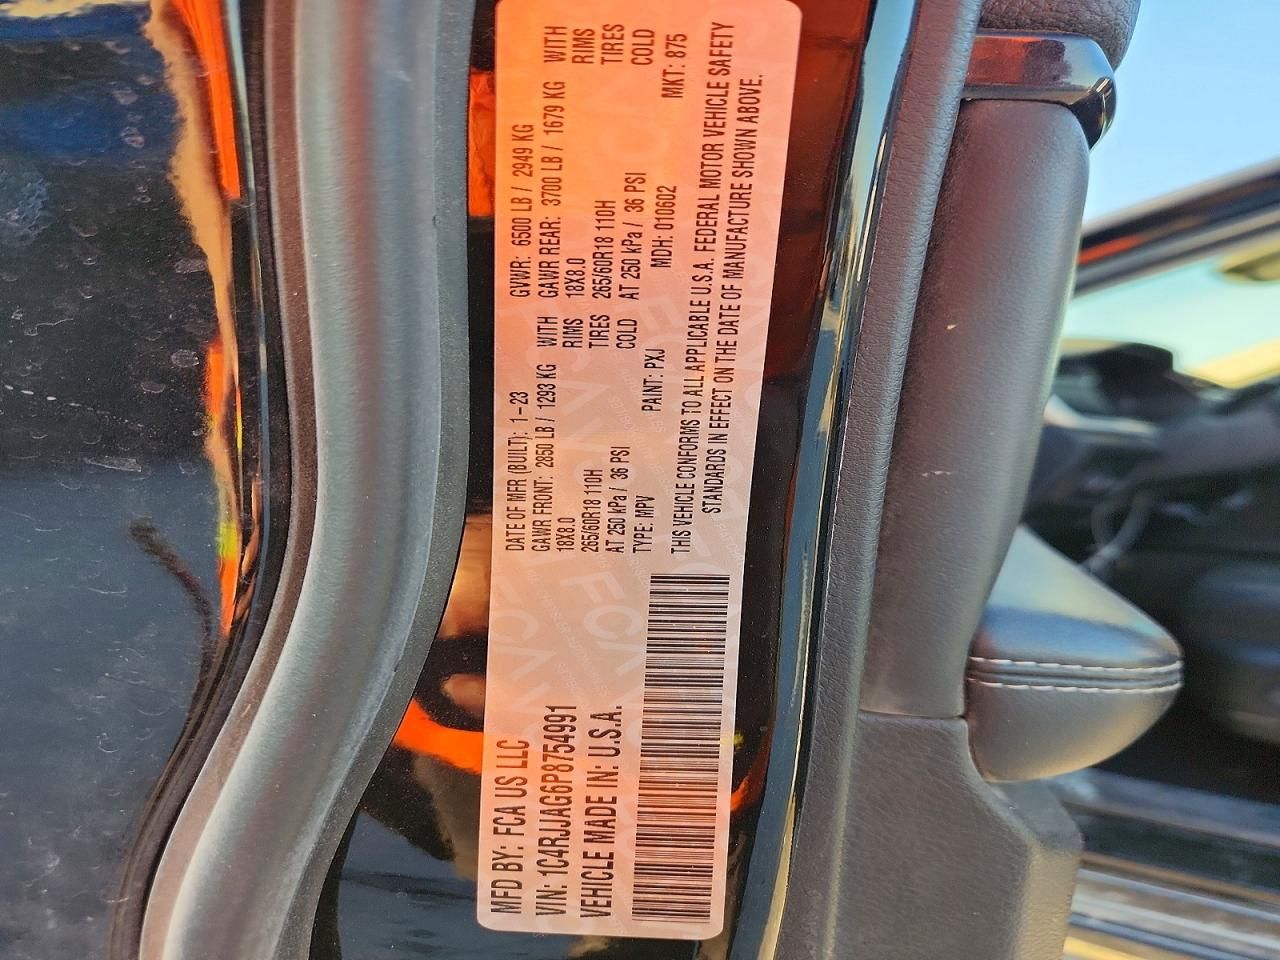 MFD BY: FCA US LLC
VIN: 1C4RJJAG6P8754991
VEHICLE MADE IN: U.S.A.
DATE OF MFR (BUILT): 1-23 GVWR: 6500 LB / 2949 KG
GAWR FRONT: 2850 LB / 1293 KG WITH GAWR REAR: 3700 LB / 1679 KG WITH
18X8.0 RIMS 18X8.0 RIMS
265/60R18 110H TIRES 265/60R18 110H TIRES
AT 250 kPa / 36 PSI COLD AT 250 kPa / 36 PSI COLD
TYPE: MPV PAINT: PXJ MDH: 010602 MKT: 875
THIS VEHICLE CONFORMS TO ALL APPLICABLE U.S.A. FEDERAL MOTOR VEHICLE SAFETY
STANDARDS IN EFFECT ON THE DATE OF MANUFACTURE SHOWN ABOVE.